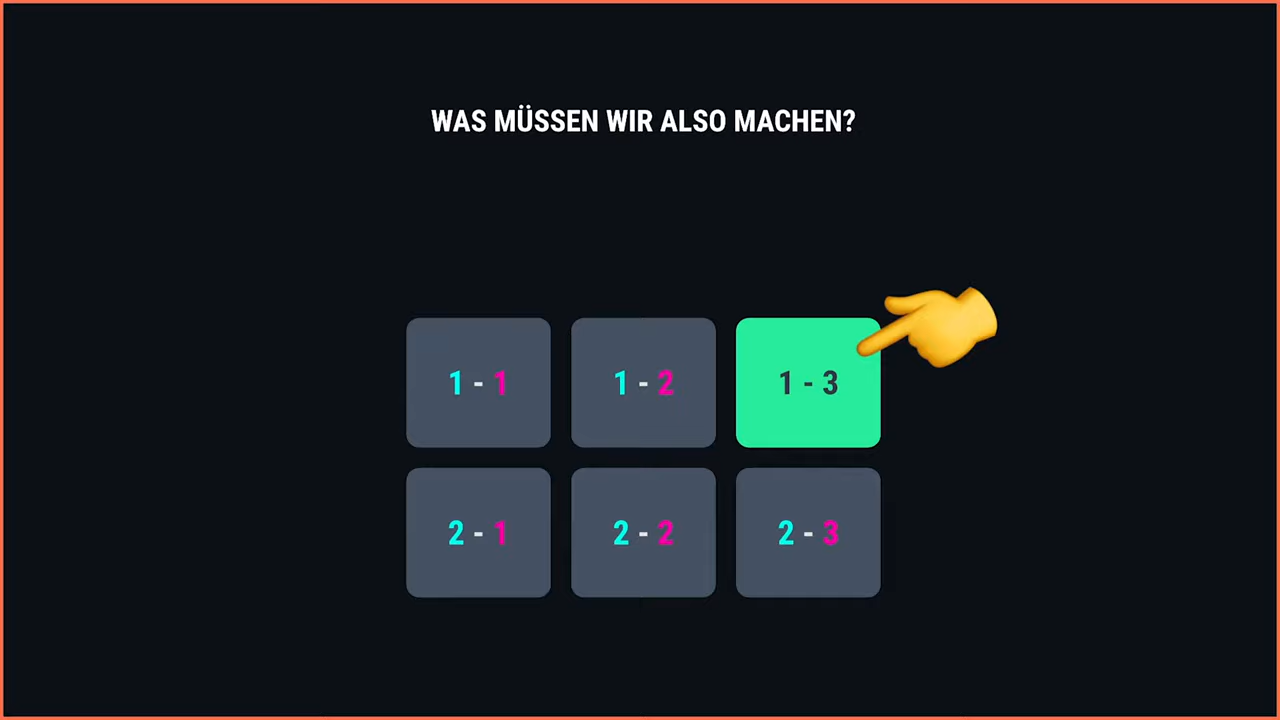 WAS MÜSSEN WIR ALSO MACHEN?
1 - 1
1 - 2
1 - 3
2 - 1
2 - 2
2 - 3